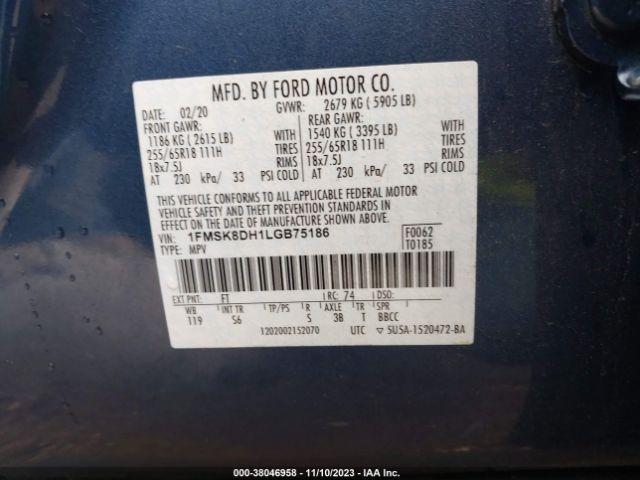 MFD. BY FORD MOTOR CO.
DATE: 02/20 GVWR: 2679 KG ( 5905 LB)
FRONT GAWR: REAR GAWR:
1186 KG ( 2615 LB) WITH 1540 KG ( 3395 LB) WITH
255/65R18 111H TIRES 255/65R18 111H TIRES
18x7.5J RIMS 18x7.5J RIMS
AT 230 kPa/ 33 PSI COLD AT 230 kPa/ 33 PSI COLD
THIS VEHICLE CONFORMS TO ALL APPLICABLE FEDERAL MOTOR
VEHICLE SAFETY AND THEFT PREVENTION STANDARDS IN
EFFECT ON THE DATE OF MANUFACTURE SHOWN ABOVE.
VIN: 1FMSK8DH1LGB75186 F0062
TYPE: MPV T0185
EXT PNT: FT RC: 74 DSO:
WB INT TR TP/PS R AXLE TR SPR
119 S6 S 3B T BBCC
1202002152070 UTC ▽ 5U5A-1520472-BA
000-38046958 - 11/10/2023 - IAA Inc.